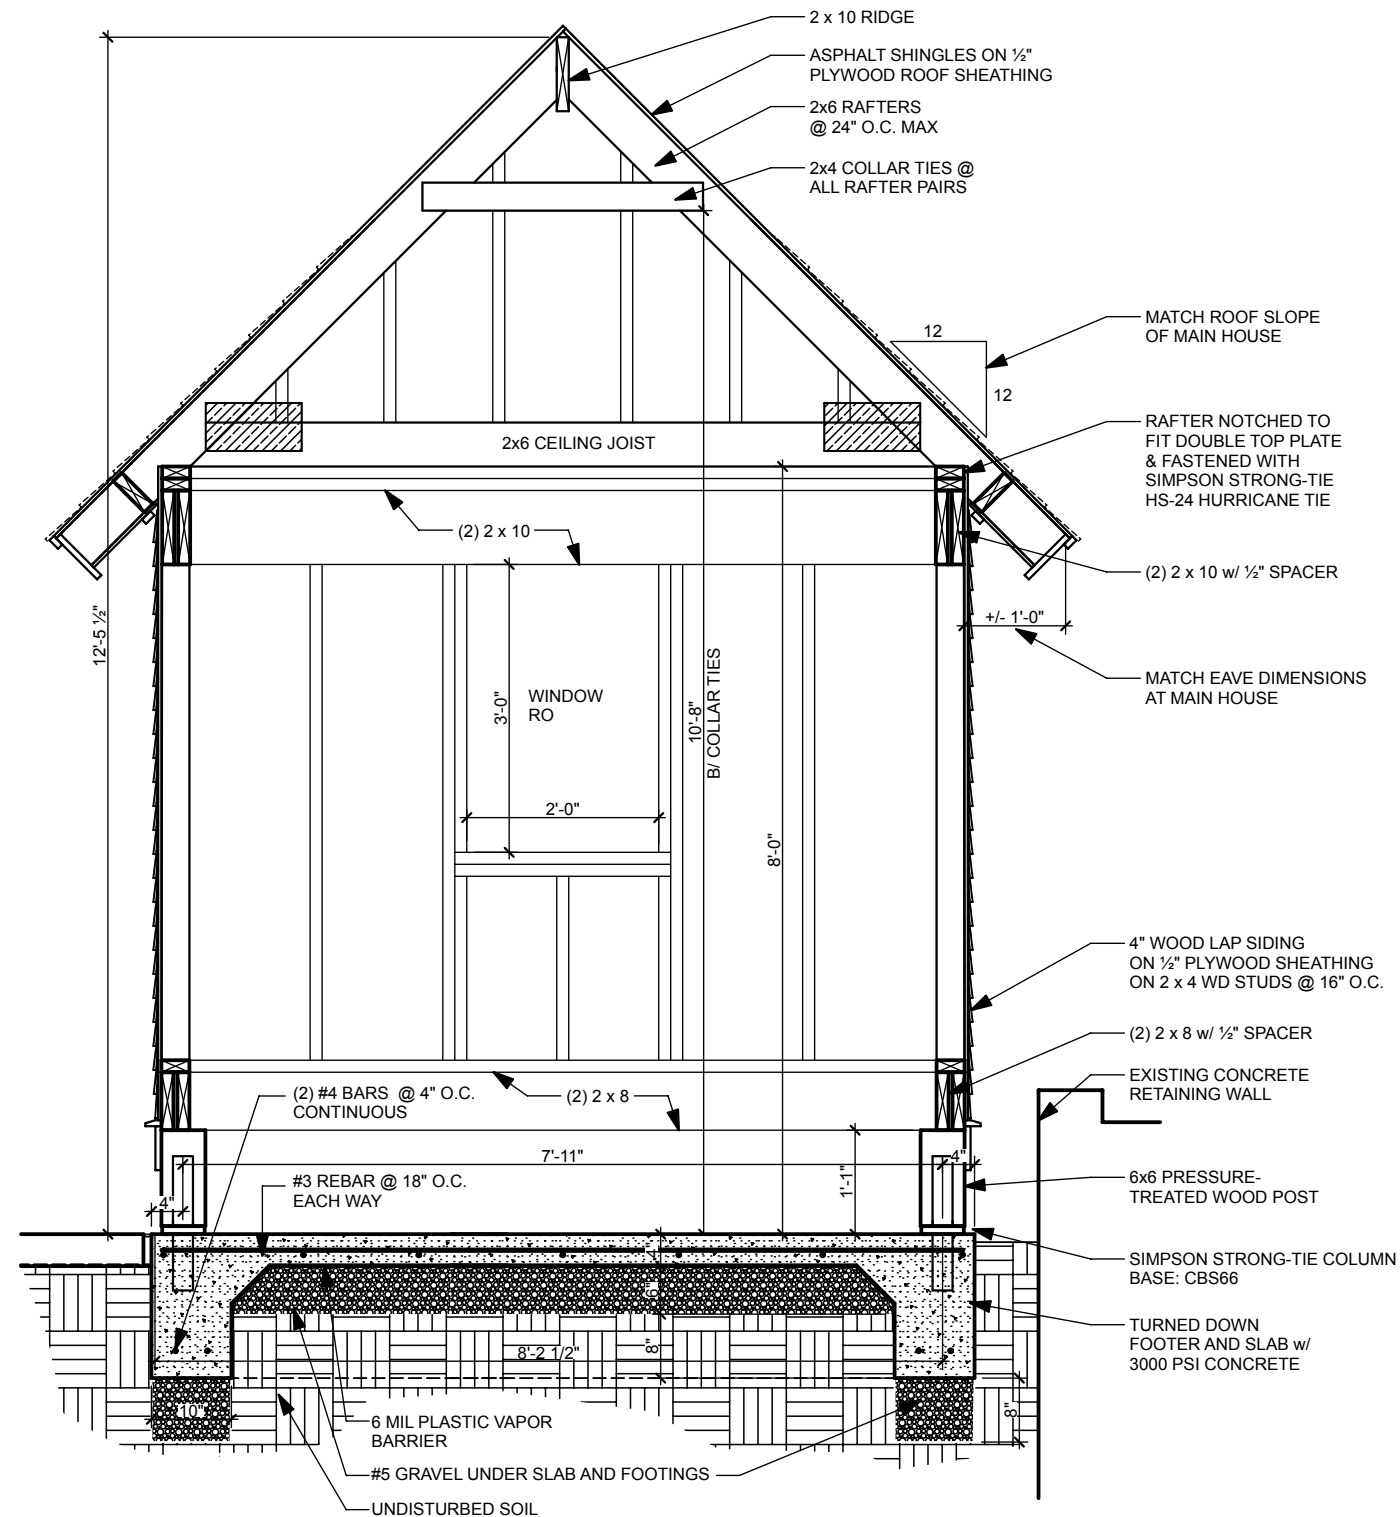 2 x 10 RIDGE
ASPHALT SHINGLES ON ½"
PLYWOOD ROOF SHEATHING
2x6 RAFTERS
@ 24" O.C. MAX
2x4 COLLAR TIES @
ALL RAFTER PAIRS
MATCH ROOF SLOPE
OF MAIN HOUSE
12
12
RAFTER NOTCHED TO
FIT DOUBLE TOP PLATE
& FASTENED WITH
SIMPSON STRONG-TIE
HS-24 HURRICANE TIE
2x6 CEILING JOIST
(2) 2 x 10
(2) 2 x 10 w/ ½" SPACER
+/- 1'-0"
MATCH EAVE DIMENSIONS
AT MAIN HOUSE
12'-5 ½"
3'-0"
WINDOW
RO
10'-8"
B/ COLLAR TIES
2'-0"
8'-0"
4" WOOD LAP SIDING
ON ½" PLYWOOD SHEATHING
ON 2 x 4 WD STUDS @ 16" O.C.
(2) 2 x 8 w/ ½" SPACER
EXISTING CONCRETE
RETAINING WALL
(2) #4 BARS @ 4" O.C.
CONTINUOUS
(2) 2 x 8
7'-11"
4"
1'-1"
#3 REBAR @ 18" O.C.
EACH WAY
4"
6x6 PRESSURE-
TREATED WOOD POST
SIMPSON STRONG-TIE COLUMN
BASE: CBS66
4"
6"
8"
TURNED DOWN
FOOTER AND SLAB w/
3000 PSI CONCRETE
8'-2 1/2"
10"
8"
6 MIL PLASTIC VAPOR
BARRIER
#5 GRAVEL UNDER SLAB AND FOOTINGS
UNDISTURBED SOIL